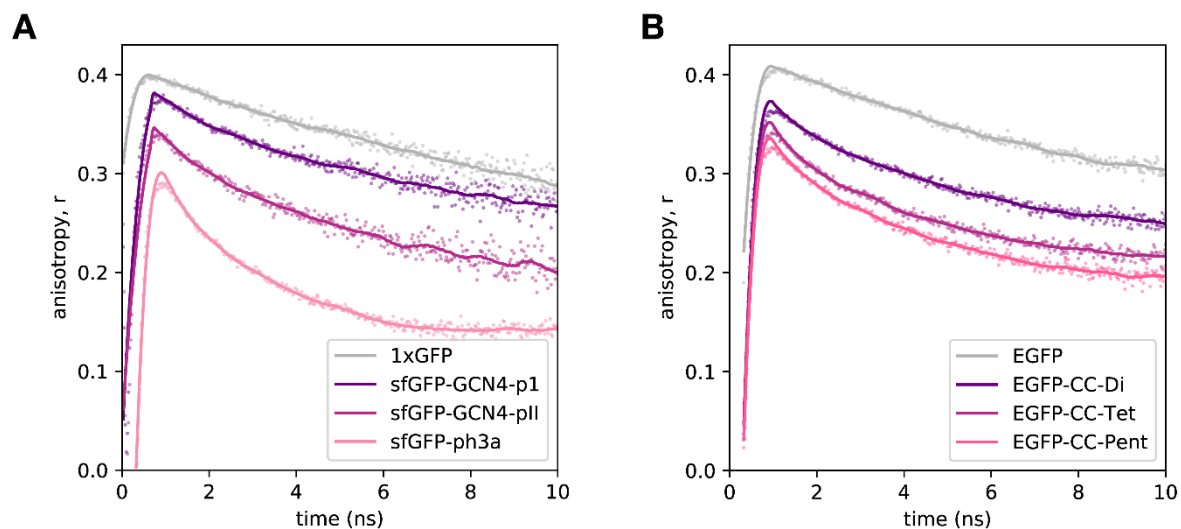 A
anisotropy, r
0.4
0.3
0.2
0.1
0.0
0
2
4
6
8
10
time (ns)
1xGFP
sfGFP-GCN4-p1
sfGFP-GCN4-pII
sfGFP-ph3a
B
anisotropy, r
0.4
0.3
0.2
0.1
0.0
0
2
4
6
8
10
time (ns)
EGFP
EGFP-CC-Di
EGFP-CC-Tet
EGFP-CC-Pent